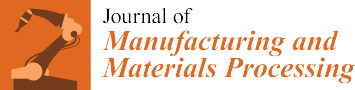 Journal of
Manufacturing and
Materials Processing